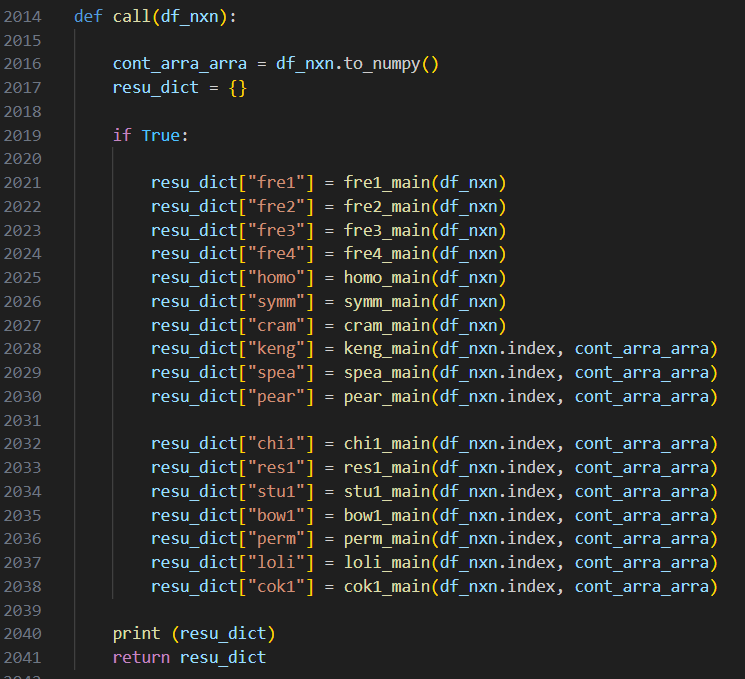 2014 def call(df_nxn):
2015
2016 cont_arra_arra = df_nxn.to_numpy()
2017 resu_dict = {}
2018
2019 if True:
2020
2021 resu_dict["fre1"] = fre1_main(df_nxn)
2022 resu_dict["fre2"] = fre2_main(df_nxn)
2023 resu_dict["fre3"] = fre3_main(df_nxn)
2024 resu_dict["fre4"] = fre4_main(df_nxn)
2025 resu_dict["homo"] = homo_main(df_nxn)
2026 resu_dict["symm"] = symm_main(df_nxn)
2027 resu_dict["cram"] = cram_main(df_nxn)
2028 resu_dict["keng"] = keng_main(df_nxn.index, cont_arra_arra)
2029 resu_dict["spea"] = spea_main(df_nxn.index, cont_arra_arra)
2030 resu_dict["pear"] = pear_main(df_nxn.index, cont_arra_arra)
2031
2032 resu_dict["chi1"] = chi1_main(df_nxn.index, cont_arra_arra)
2033 resu_dict["res1"] = res1_main(df_nxn.index, cont_arra_arra)
2034 resu_dict["stu1"] = stu1_main(df_nxn.index, cont_arra_arra)
2035 resu_dict["bow1"] = bow1_main(df_nxn.index, cont_arra_arra)
2036 resu_dict["perm"] = perm_main(df_nxn.index, cont_arra_arra)
2037 resu_dict["loli"] = loli_main(df_nxn.index, cont_arra_arra)
2038 resu_dict["cok1"] = cok1_main(df_nxn.index, cont_arra_arra)
2039
2040 print (resu_dict)
2041 return resu_dict